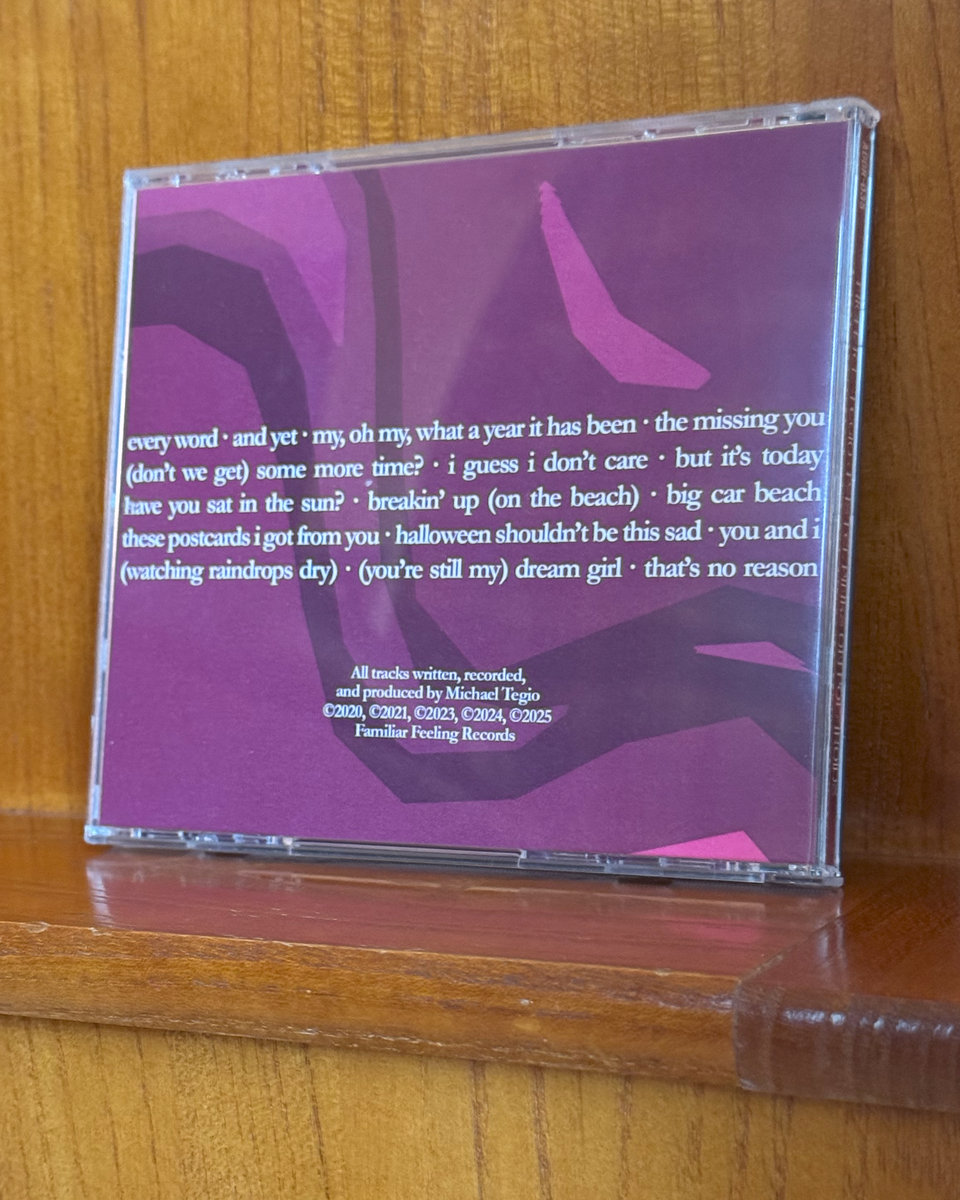 every word · and yet · my, oh my, what a year it has been · the missing you
(don't we get) some more time? · i guess i don't care · but it's today
have you sat in the sun? · breakin' up (on the beach) · big car beach
these postcards i got from you · halloween shouldn't be this sad · you and i
(watching raindrops dry) · (you're still my) dream girl · that's no reason
All tracks written, recorded,
and produced by Michael Tegio
©2020, ©2021, ©2023, ©2024, ©2025
Familiar Feeling Records